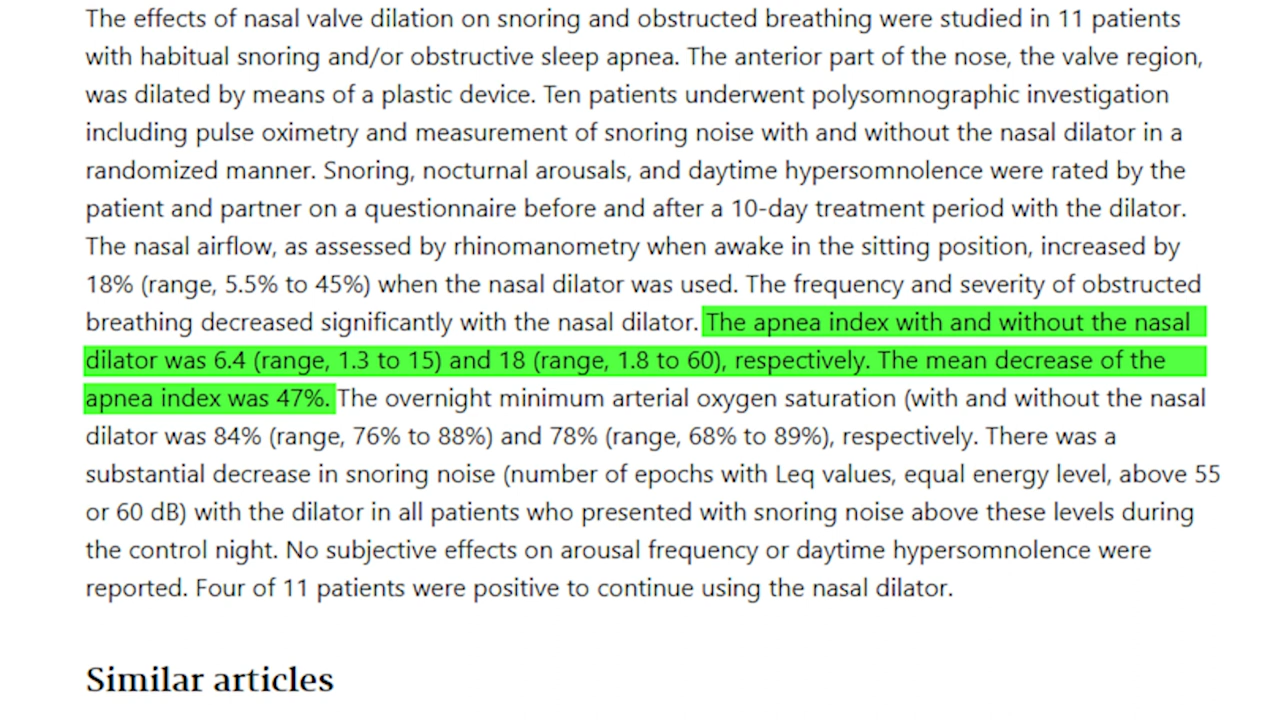 The effects of nasal valve dilation on snoring and obstructed breathing were studied in 11 patients
with habitual snoring and/or obstructive sleep apnea. The anterior part of the nose, the valve region,
was dilated by means of a plastic device. Ten patients underwent polysomnographic investigation
including pulse oximetry and measurement of snoring noise with and without the nasal dilator in a
randomized manner. Snoring, nocturnal arousals, and daytime hypersomnolence were rated by the
patient and partner on a questionnaire before and after a 10-day treatment period with the dilator.
The nasal airflow, as assessed by rhinomanometry when awake in the sitting position, increased by
18% (range, 5.5% to 45%) when the nasal dilator was used. The frequency and severity of obstructed
breathing decreased significantly with the nasal dilator. The apnea index with and without the nasal
dilator was 6.4 (range, 1.3 to 15) and 18 (range, 1.8 to 60), respectively. The mean decrease of the
apnea index was 47%. The overnight minimum arterial oxygen saturation (with and without the nasal
dilator was 84% (range, 76% to 88%) and 78% (range, 68% to 89%), respectively. There was a
substantial decrease in snoring noise (number of epochs with Leq values, equal energy level, above 55
or 60 dB) with the dilator in all patients who presented with snoring noise above these levels during
the control night. No subjective effects on arousal frequency or daytime hypersomnolence were
reported. Four of 11 patients were positive to continue using the nasal dilator.
Similar articles